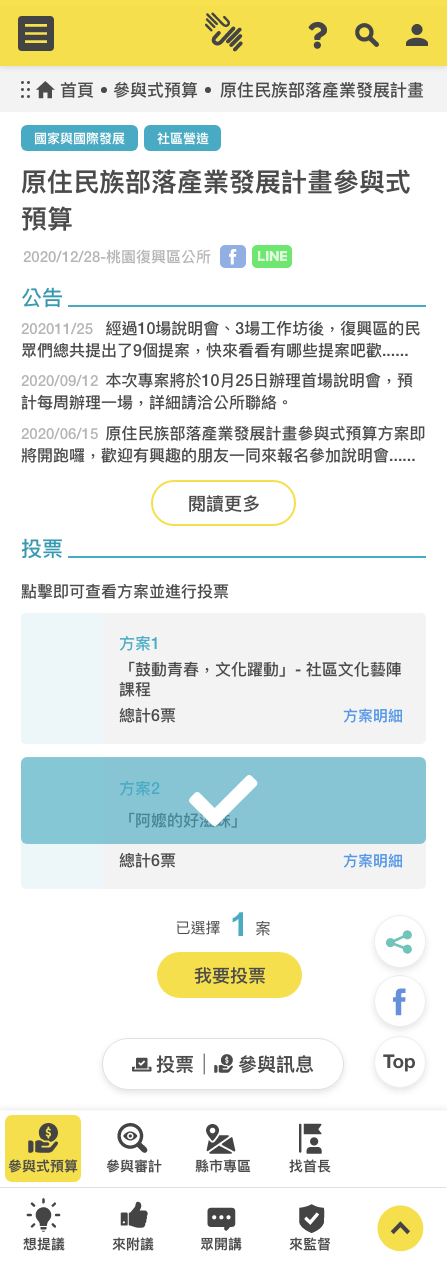 首頁 • 參與式預算 • 原住民族部落產業發展計畫
國家與國際發展 社區營造
原住民族部落產業發展計畫參與式
預算
2020/12/28-桃園復興區公所 f LINE
公告
202011/25 經過10場說明會、3場工作坊後，復興區的民
眾們總共提出了9個提案，快來看看有哪些提案吧歡......
2020/09/12 本次專案將於10月25日辦理首場說明會，預
計每周辦理一場，詳細請洽公所聯絡。
2020/06/15 原住民族部落產業發展計畫參與式預算方案即
將開跑囉，歡迎有興趣的朋友一同來報名參加說明會......
閱讀更多
投票
點擊即可查看方案並進行投票
方案1
「鼓動青春，文化躍動」- 社區文化藝陣
課程
總計6票 方案明細
方案2
「阿嬤的好滋味」
總計6票 方案明細
已選擇 1 案
我要投票
f
Top
投票 | 參與訊息
參與式預算 參與審計 縣市專區 找首長
想提議 來附議 眾開講 來監督